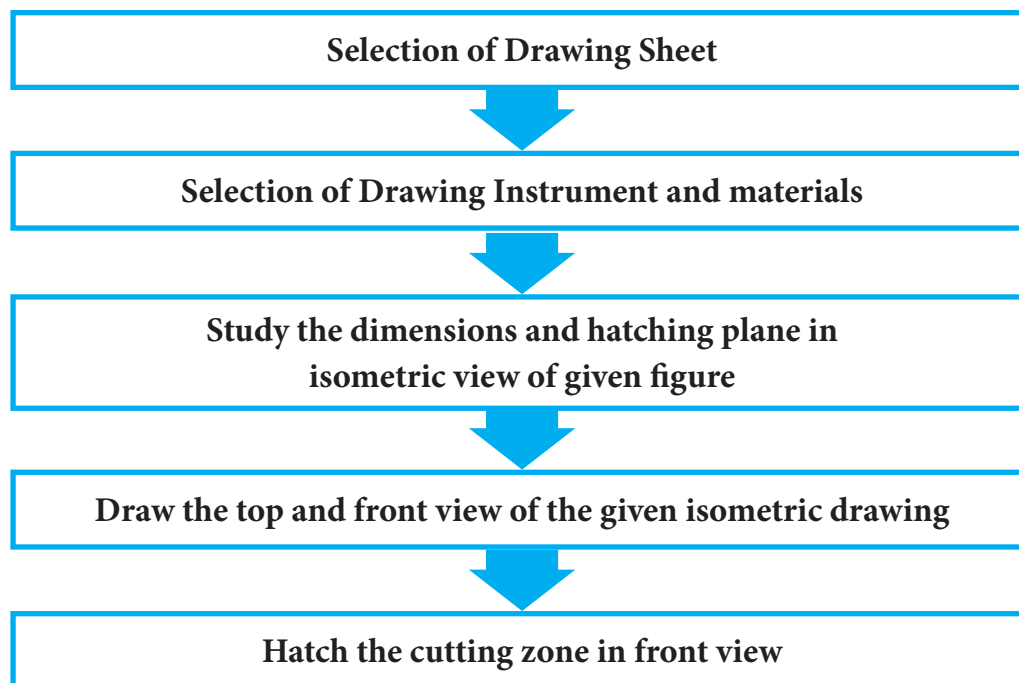 Selection of Drawing Sheet
Selection of Drawing Instrument and materials
Study the dimensions and hatching plane in
isometric view of given figure
Draw the top and front view of the given isometric drawing
Hatch the cutting zone in front view